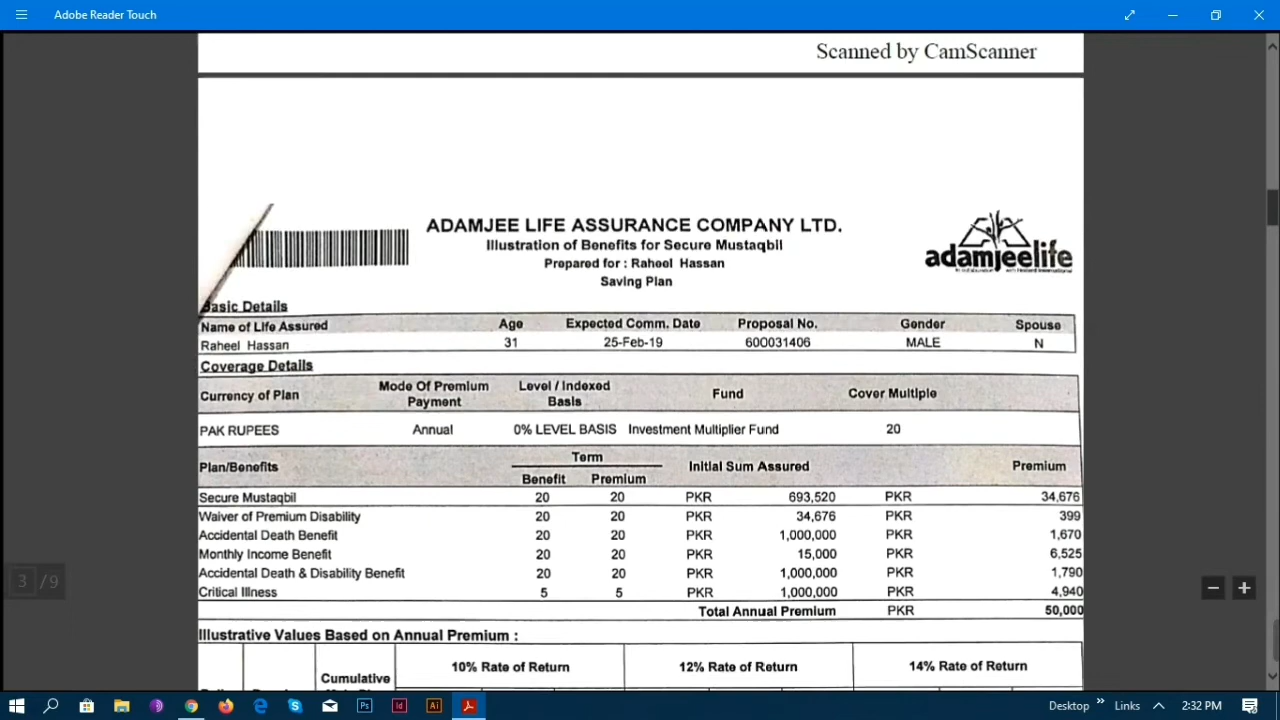 Adobe Reader Touch
Scanned by CamScanner
ADAMJEE LIFE ASSURANCE COMPANY LTD.
Illustration of Benefits for Secure Mustaqbil
Prepared for : Raheel Hassan
Saving Plan
adamjeelife
Basic Details
Name of Life Assured Age Expected Comm. Date Proposal No. Gender Spouse
Raheel Hassan 31 25-Feb-19 600031406 MALE N
Coverage Details
Currency of Plan Mode Of Premium Payment Level / Indexed Basis Fund Cover Multiple
PAK RUPEES Annual 0% LEVEL BASIS Investment Multiplier Fund 20
Plan/Benefits Term Initial Sum Assured Premium
Benefit Premium
Secure Mustaqbil 20 20 PKR 693,520 PKR 34,676
Waiver of Premium Disability 20 20 PKR 34,676 PKR 399
Accidental Death Benefit 20 20 PKR 1,000,000 PKR 1,670
Monthly Income Benefit 20 20 PKR 15,000 PKR 6,525
Accidental Death & Disability Benefit 20 20 PKR 1,000,000 PKR 1,790
Critical Illness 5 5 PKR 1,000,000 PKR 4,940
Total Annual Premium PKR 50,000
Illustrative Values Based on Annual Premium :
10% Rate of Return 12% Rate of Return 14% Rate of Return
Cumulative
3 / 9
Desktop Links 2:32 PM